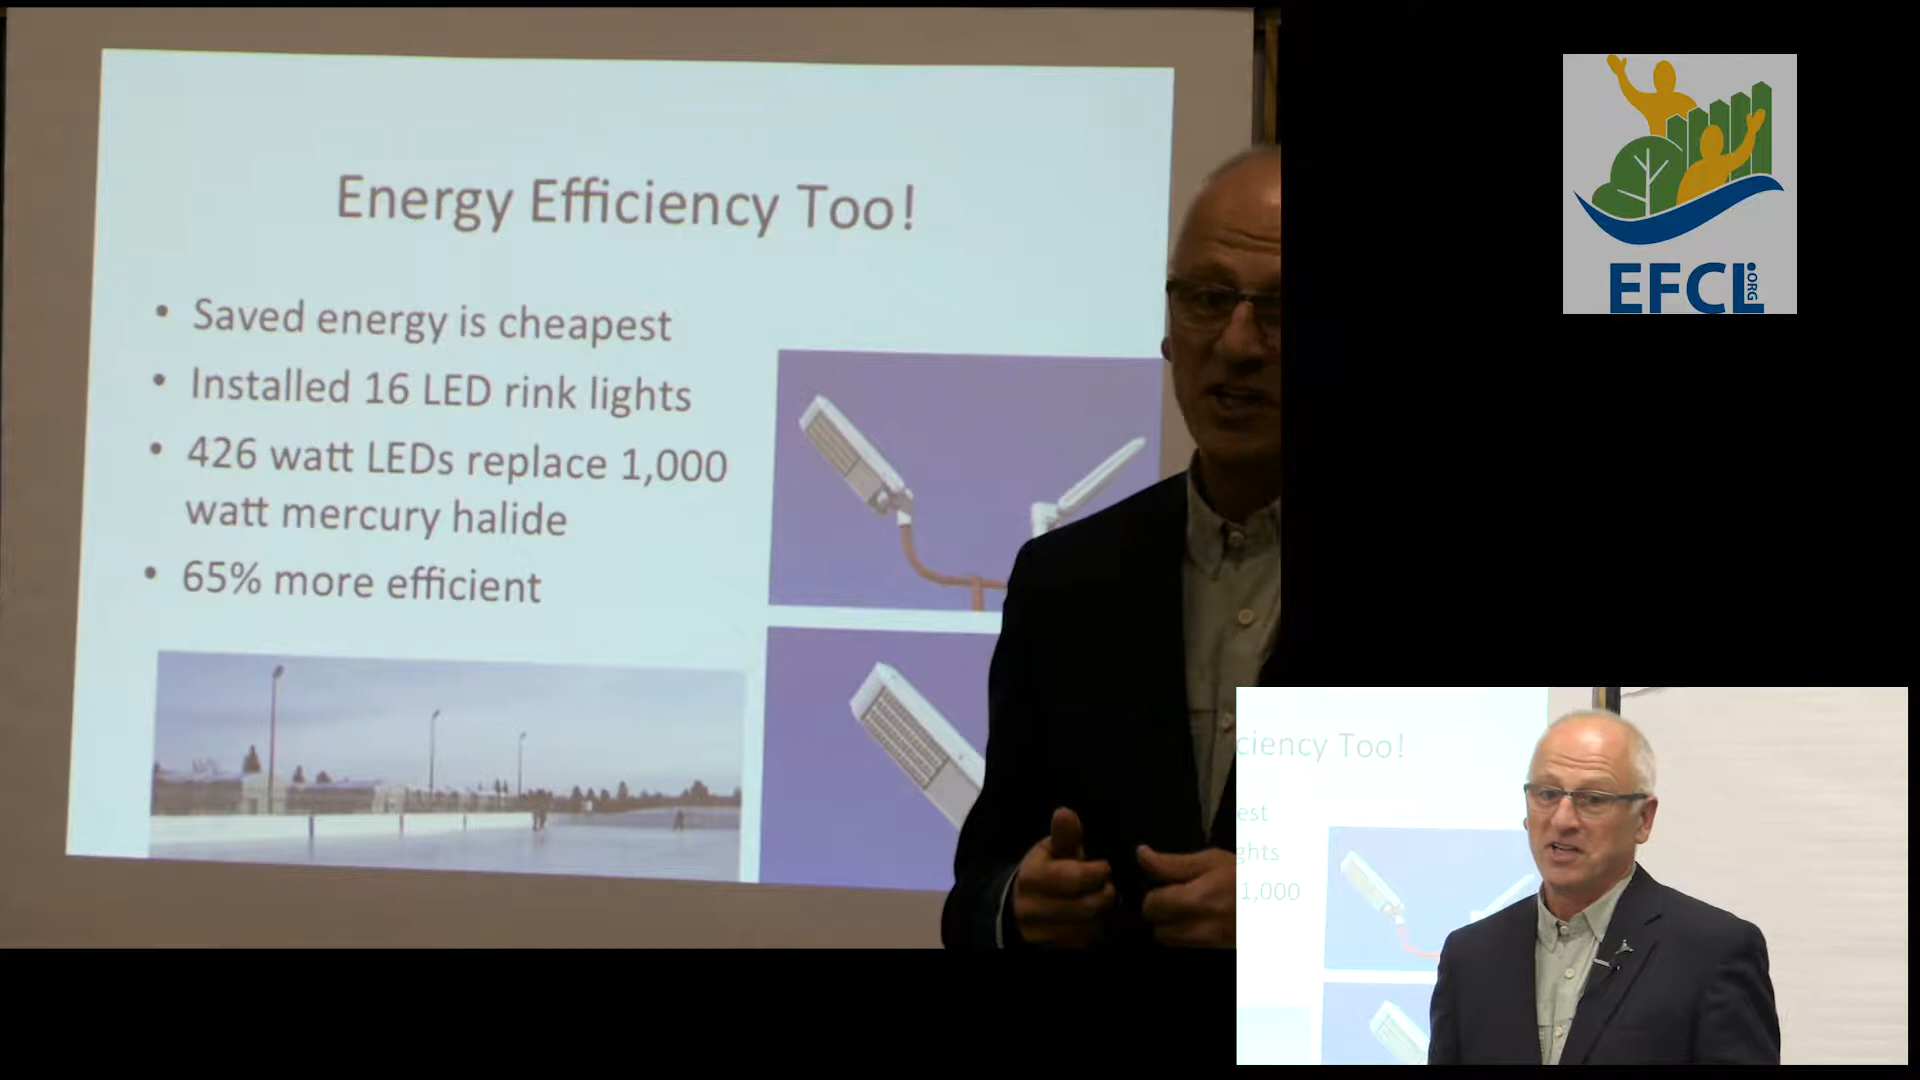 Energy Efficiency Too!
• Saved energy is cheapest
• Installed 16 LED rink lights
• 426 watt LEDs replace 1,000
watt mercury halide
• 65% more efficient
EFCL.ORG
ciency Too!
est
ghts
1,000